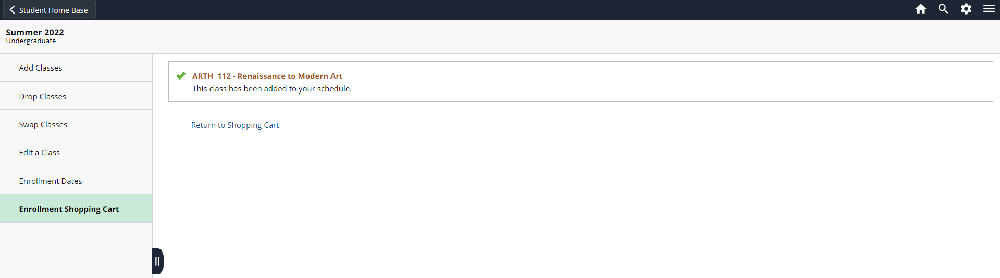 Student Home Base
Summer 2022
Undergraduate
Add Classes
Drop Classes
Swap Classes
Edit a Class
Enrollment Dates
Enrollment Shopping Cart
ARTH  112 - Renaissance to Modern Art
This class has been added to your schedule.
Return to Shopping Cart